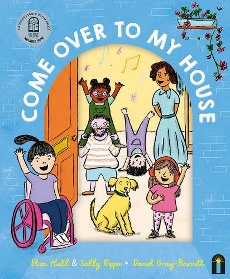 COME OVER TO MY HOUSE
Eliza Hull & Sally Rippin • Daniel Gray-Barnett